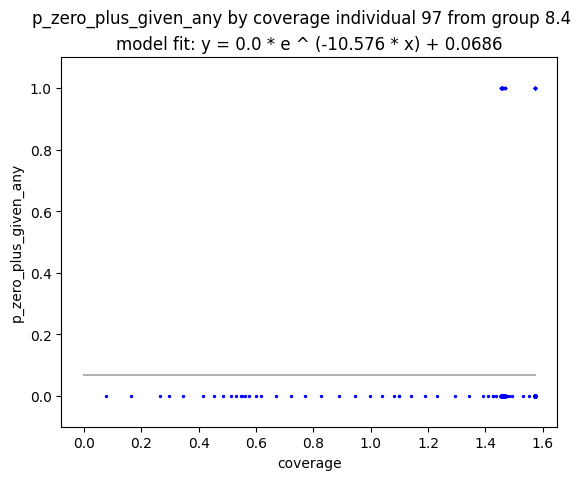 p_zero_plus_given_any by coverage individual 97 from group 8.4
model fit: y = 0.0 * e ^ (-10.576 * x) + 0.0686
1.0
0.8
0.6
0.4
0.2
0.0
p_zero_plus_given_any
0.0 0.2 0.4 0.6 0.8 1.0 1.2 1.4 1.6
coverage